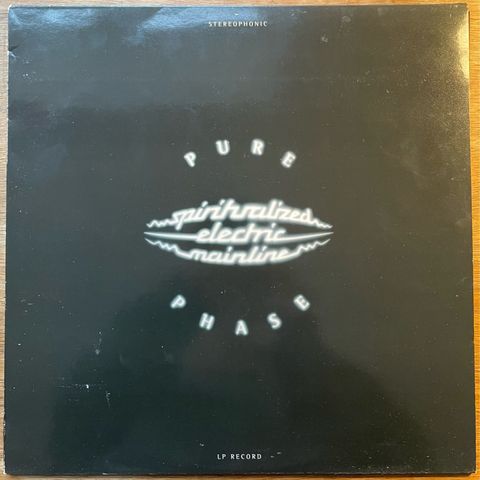 STEREOPHONIC
PURE
spiritualized
electric
mainline
PHASE
LP RECORD